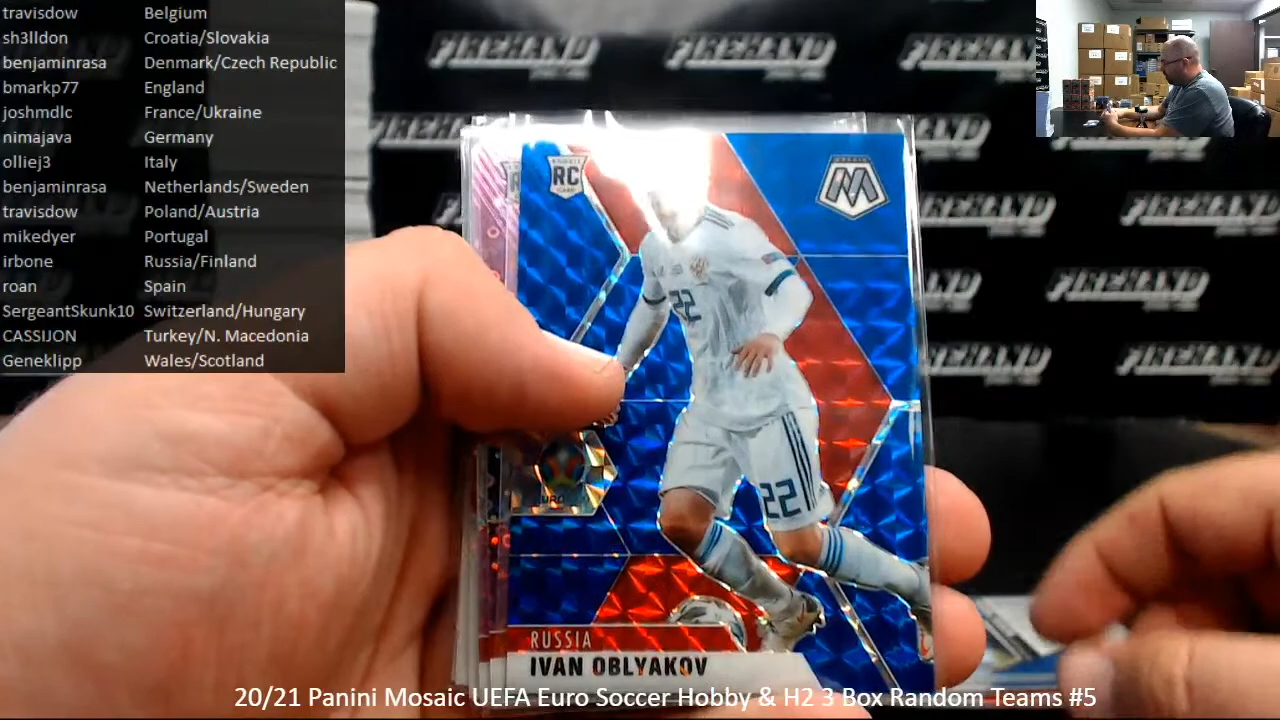 travisdow Belgium
sh3lldon Croatia/Slovakia
benjaminrasa Denmark/Czech Republic
bmarkp77 England
joshmdlc France/Ukraine
nimajava Germany
olliej3 Italy
benjaminrasa Netherlands/Sweden
travisdow Poland/Austria
mikedyer Portugal
irbone Russia/Finland
roan Spain
SergeantSkunk10 Switzerland/Hungary
CASSIJON Turkey/N. Macedonia
Geneklipp Wales/Scotland
FIREHAND FIREHAND FIREHAND
RC
22
22
RUSSIA
IVAN OBLYAKOV
20/21 Panini Mosaic UEFA Euro Soccer Hobby & H2 3 Box Random Teams #5